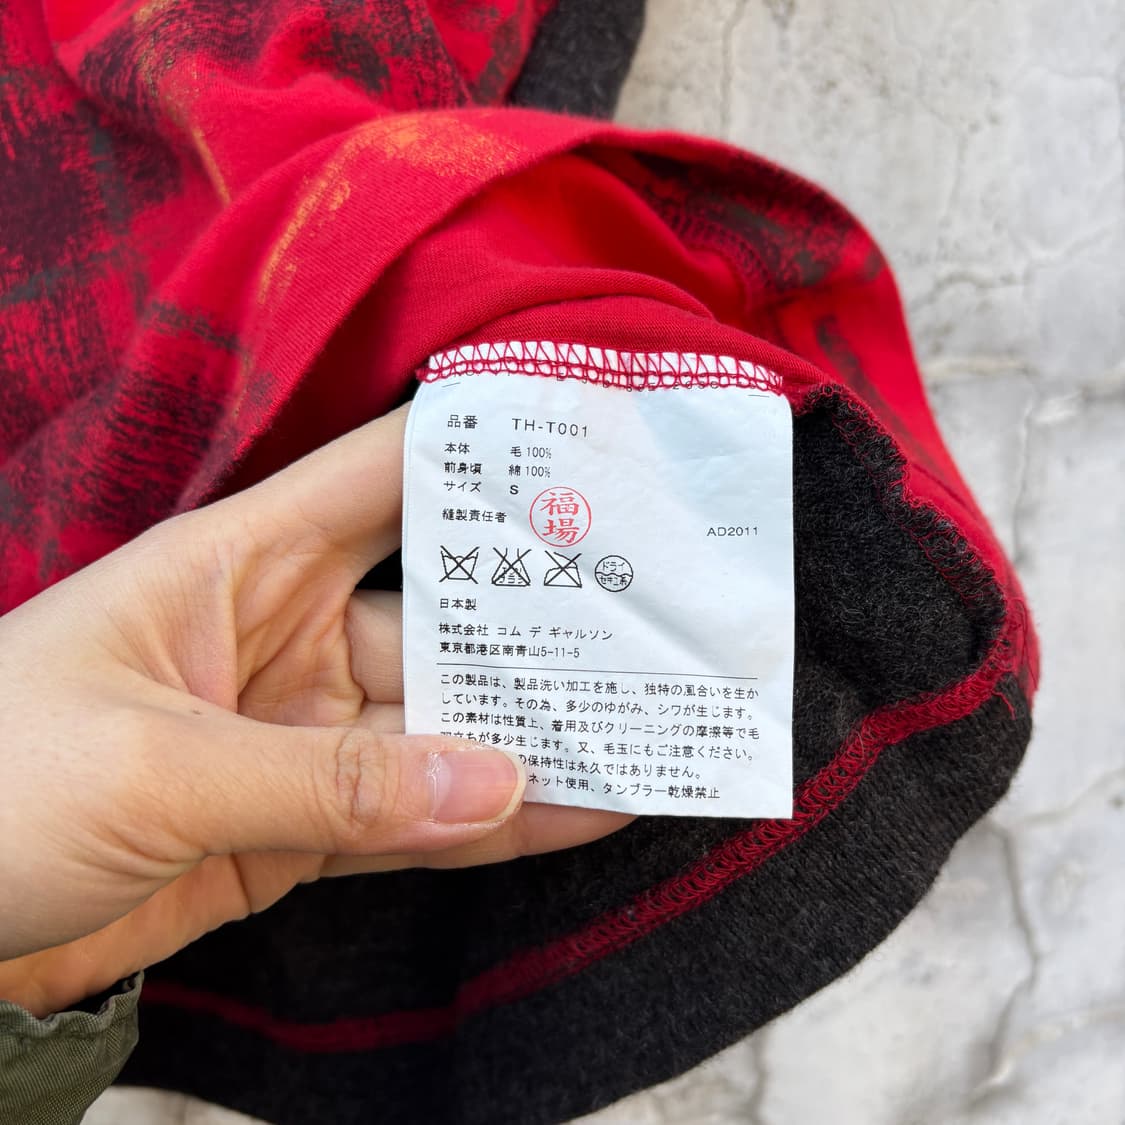 品番 TH-T001
本体 毛 100%
前身頃 綿 100%
サイズ S
縫製責任者 福場
AD2011
ドライ
セキユ系
日本製
株式会社 コム デ ギャルソン
東京都港区南青山5-11-5
この製品は、製品洗い加工を施し、独特の風合いを生か
しています。その為、多少のゆがみ、シワが生じます。
この素材は性質上、着用及びクリーニングの摩擦等で毛
羽立ちが多少生じます。又、毛玉にもご注意ください。
の保持性は永久ではありません。
ネット使用、タンブラー乾燥禁止